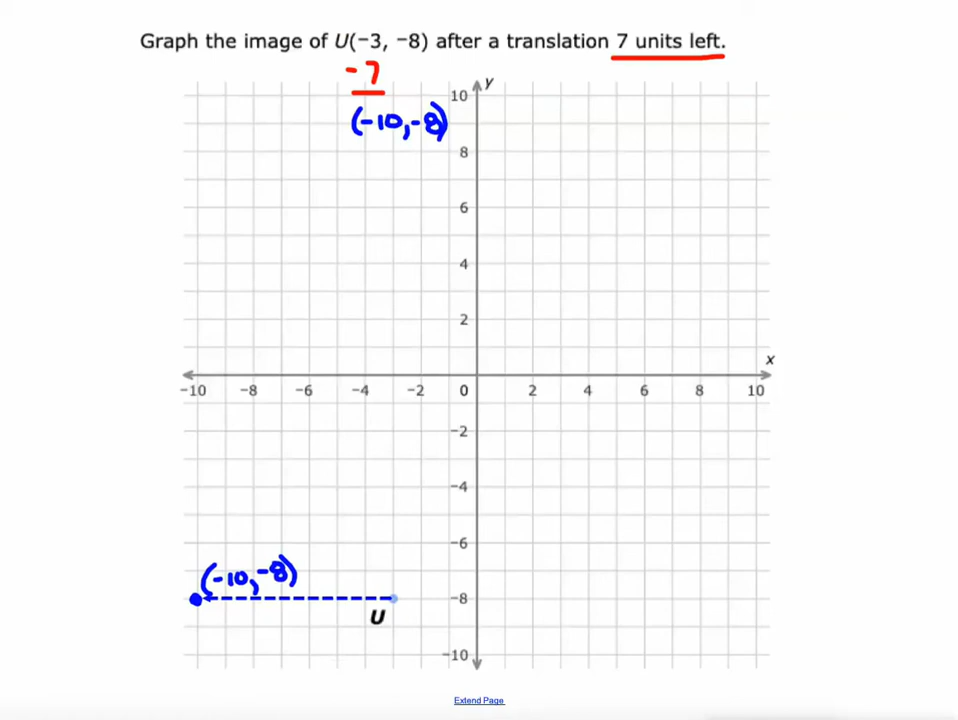 Graph the image of U(−3, −8) after a translation 7 units left.
-7
(-10,-8)
y
10
8
6
4
2
x
−10 −8 −6 −4 −2 0 2 4 6 8 10
−2
−4
−6
(-10,-8)
−8
U
−10
Extend Page